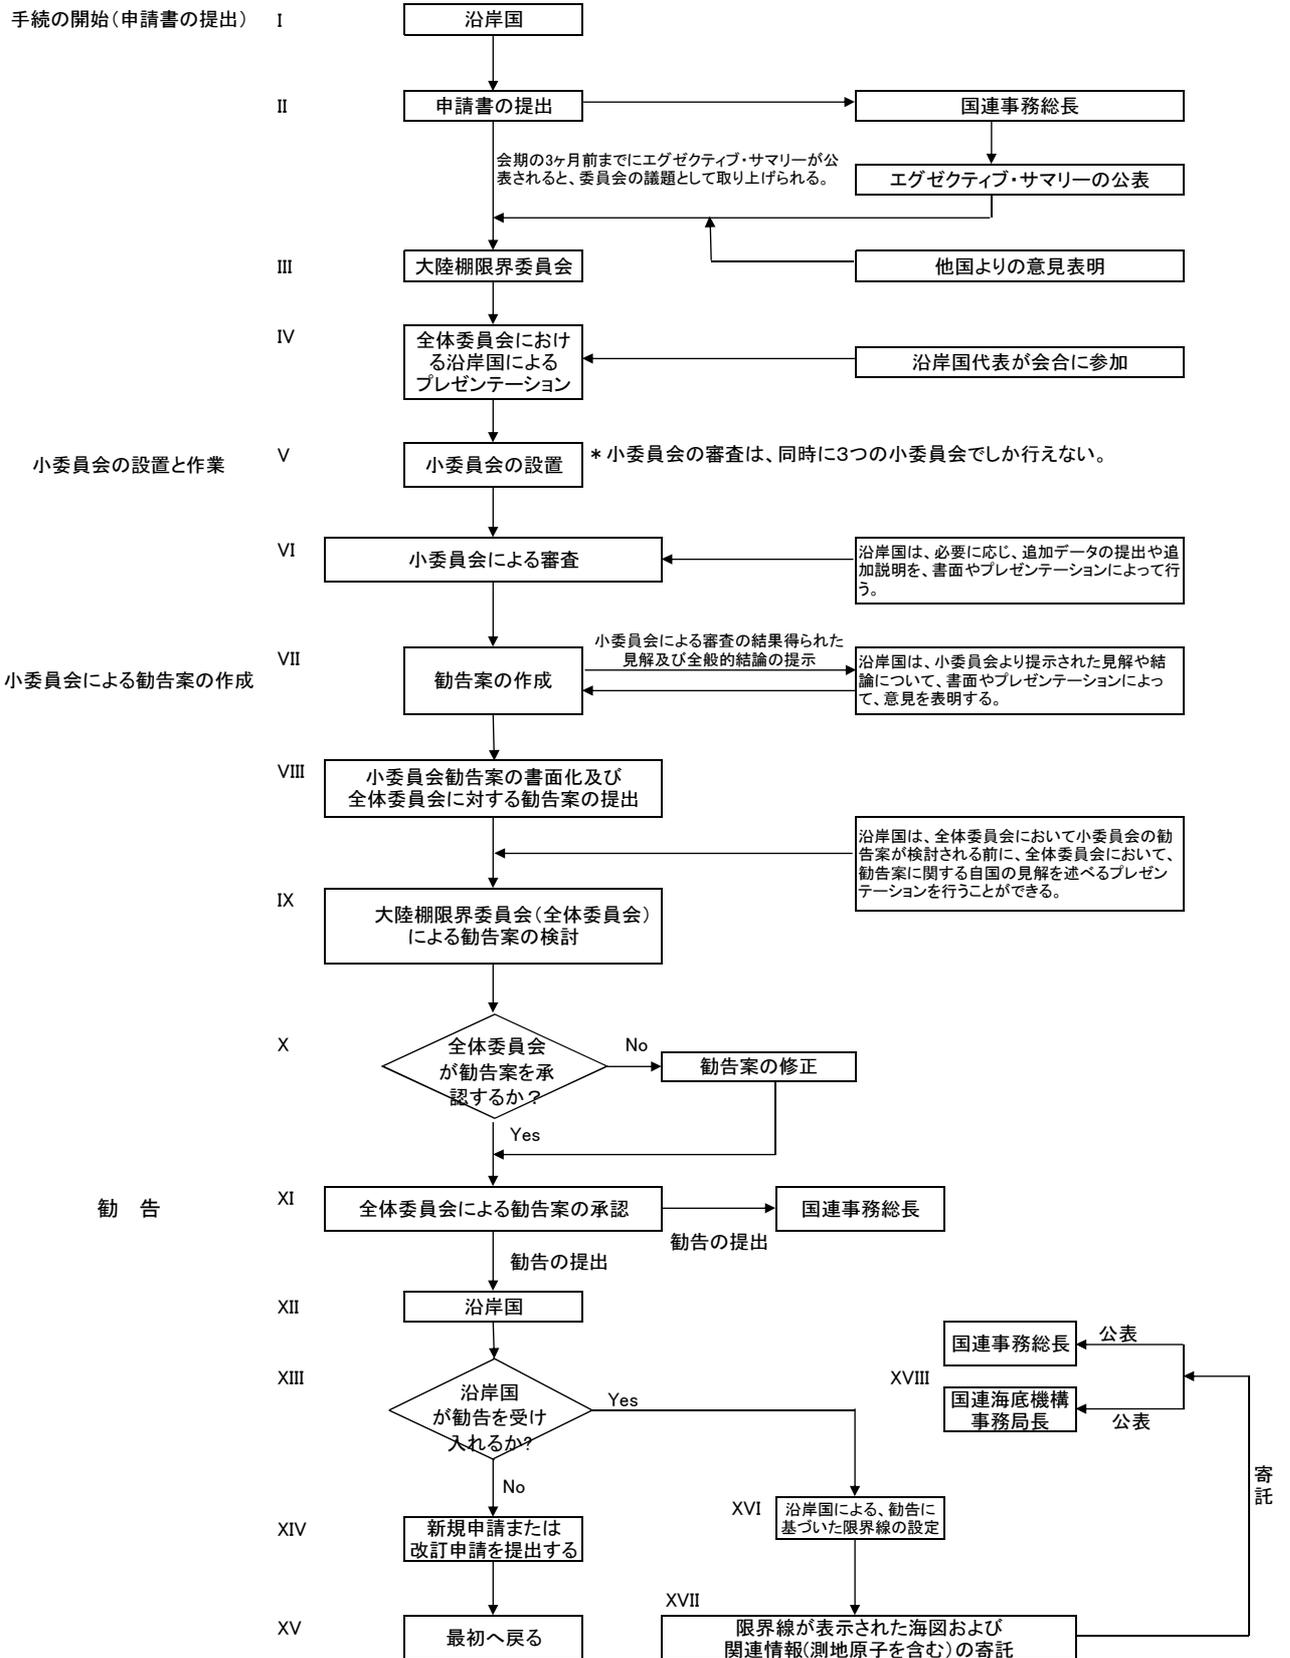 手続の開始(申請書の提出)
I
沿岸国
II
申請書の提出
国連事務総長
会期の3ヶ月前までにエグゼクティブ・サマリーが公
表されると、委員会の議題として取り上げられる。
エグゼクティブ・サマリーの公表
III
大陸棚限界委員会
他国よりの意見表明
IV
全体委員会におけ
る沿岸国による
プレゼンテーション
沿岸国代表が会合に参加
小委員会の設置と作業
V
小委員会の設置
*小委員会の審査は、同時に3つの小委員会でしか行えない。
VI
小委員会による審査
沿岸国は、必要に応じ、追加データの提出や追
加説明を、書面やプレゼンテーションによって行
う。
小委員会による勧告案の作成
VII
勧告案の作成
小委員会による審査の結果得られた
見解及び全般的結論の提示
沿岸国は、小委員会より提示された見解や結
論について、書面やプレゼンテーションによっ
て、意見を表明する。
VIII
小委員会勧告案の書面化及び
全体委員会に対する勧告案の提出
沿岸国は、全体委員会において小委員会の勧
告案が検討される前に、全体委員会において、
勧告案に関する自国の見解を述べるプレゼン
テーションを行うことができる。
IX
大陸棚限界委員会(全体委員会)
による勧告案の検討
X
全体委員会
が勧告案を承
認するか?
No
勧告案の修正
Yes
勧 告
XI
全体委員会による勧告案の承認
国連事務総長
勧告の提出
勧告の提出
XII
沿岸国
XIII
沿岸国
が勧告を受け
入れるか?
Yes
No
XVIII
国連事務総長
公表
国連海底機構
事務局長
公表
寄
託
XIV
新規申請または
改訂申請を提出する
XVI
沿岸国による、勧告に
基づいた限界線の設定
XV
最初へ戻る
XVII
限界線が表示された海図および
関連情報(測地原子を含む)の寄託